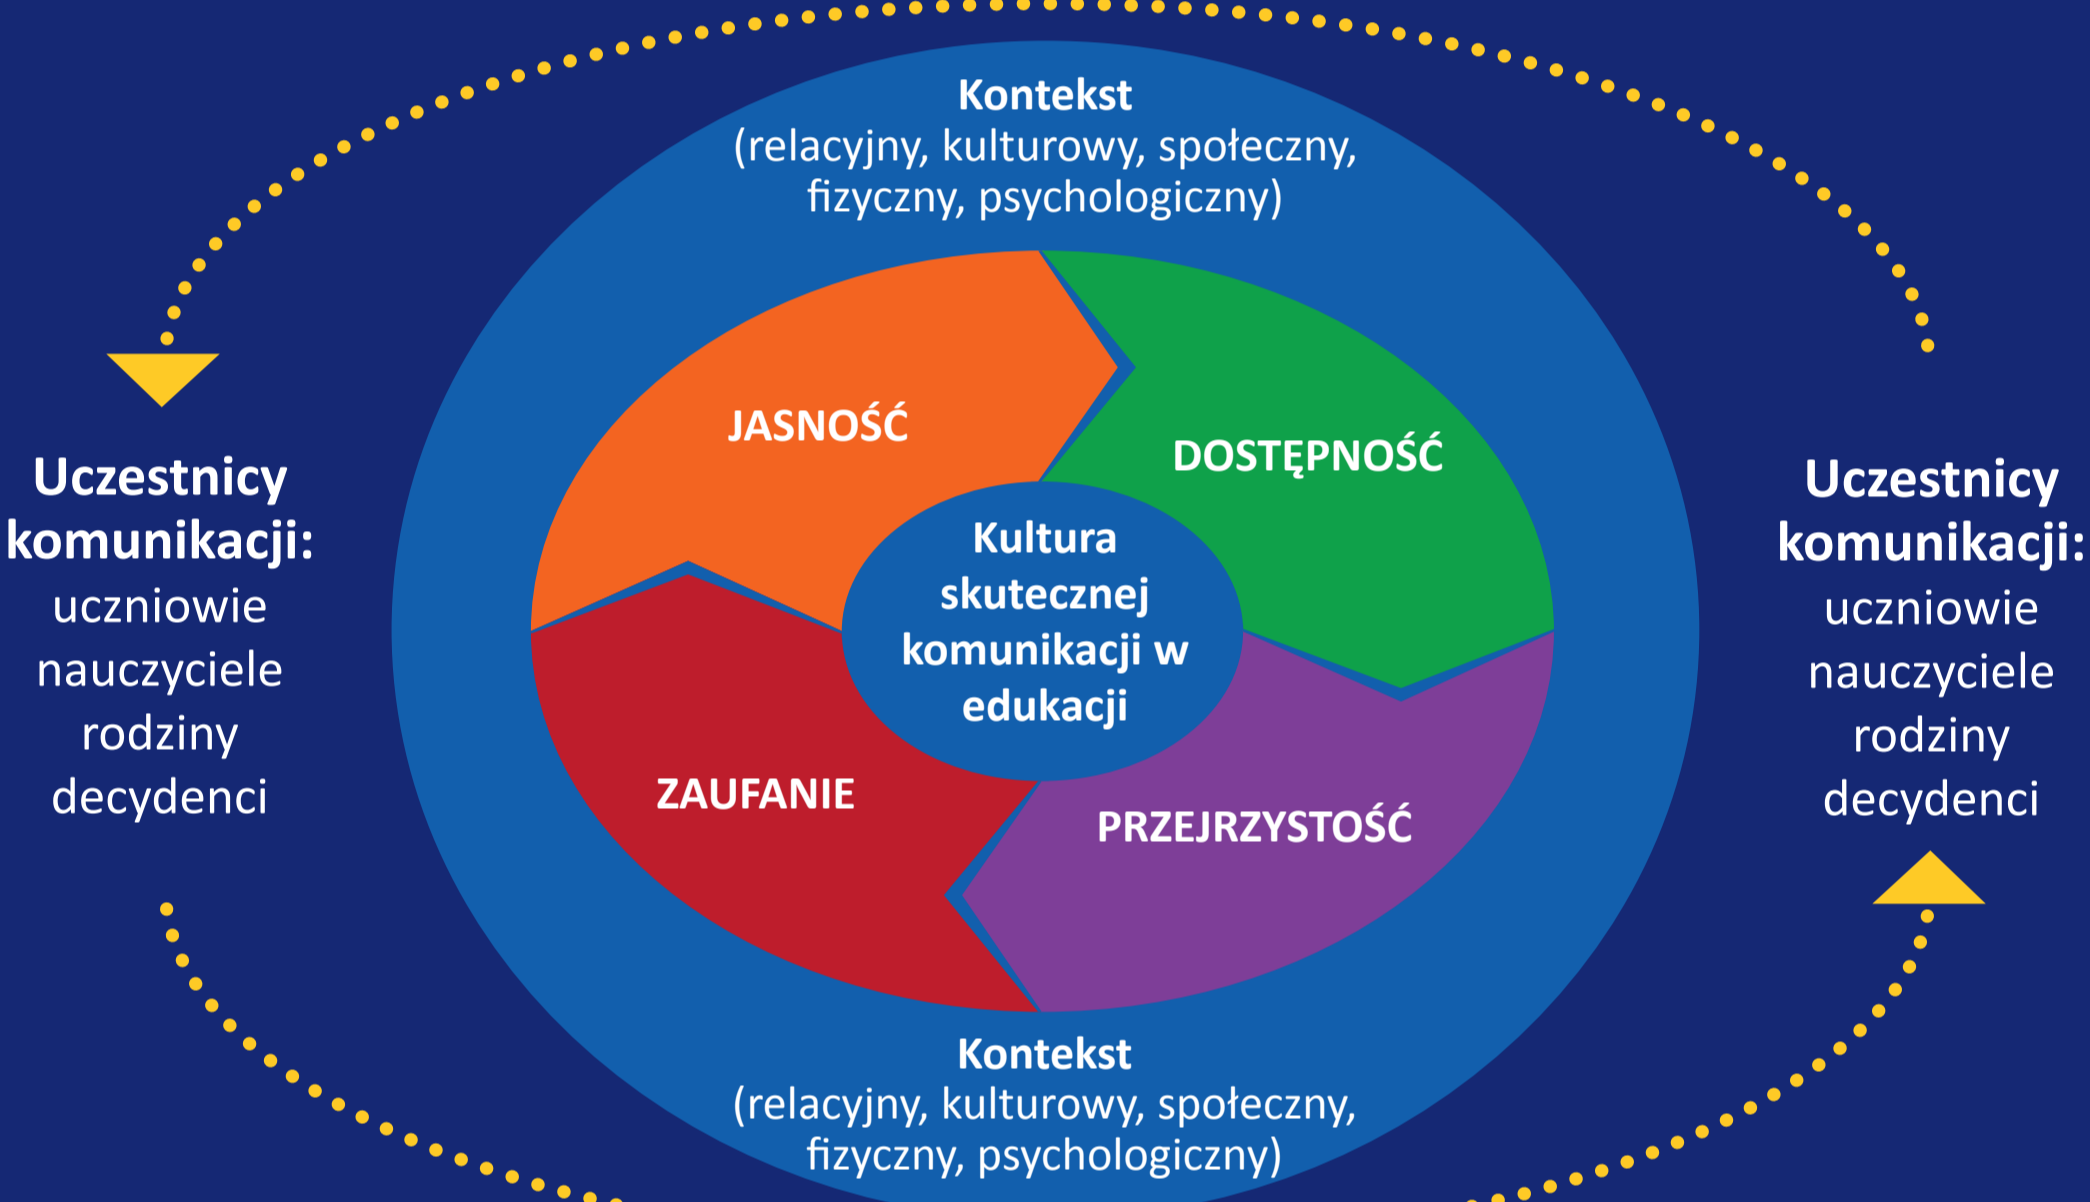 Kontekst
(relacyjny, kulturowy, społeczny,
fizyczny, psychologiczny)
JASNOŚĆ
DOSTĘPNOŚĆ
Uczestnicy
komunikacji:
uczniowie
nauczyciele
rodziny
decydenci
Kultura
skutecznej
komunikacji w
edukacji
Uczestnicy
komunikacji:
uczniowie
nauczyciele
rodziny
decydenci
ZAUFANIE
PRZEJRZYSTOŚĆ
Kontekst
(relacyjny, kulturowy, społeczny,
fizyczny, psychologiczny)